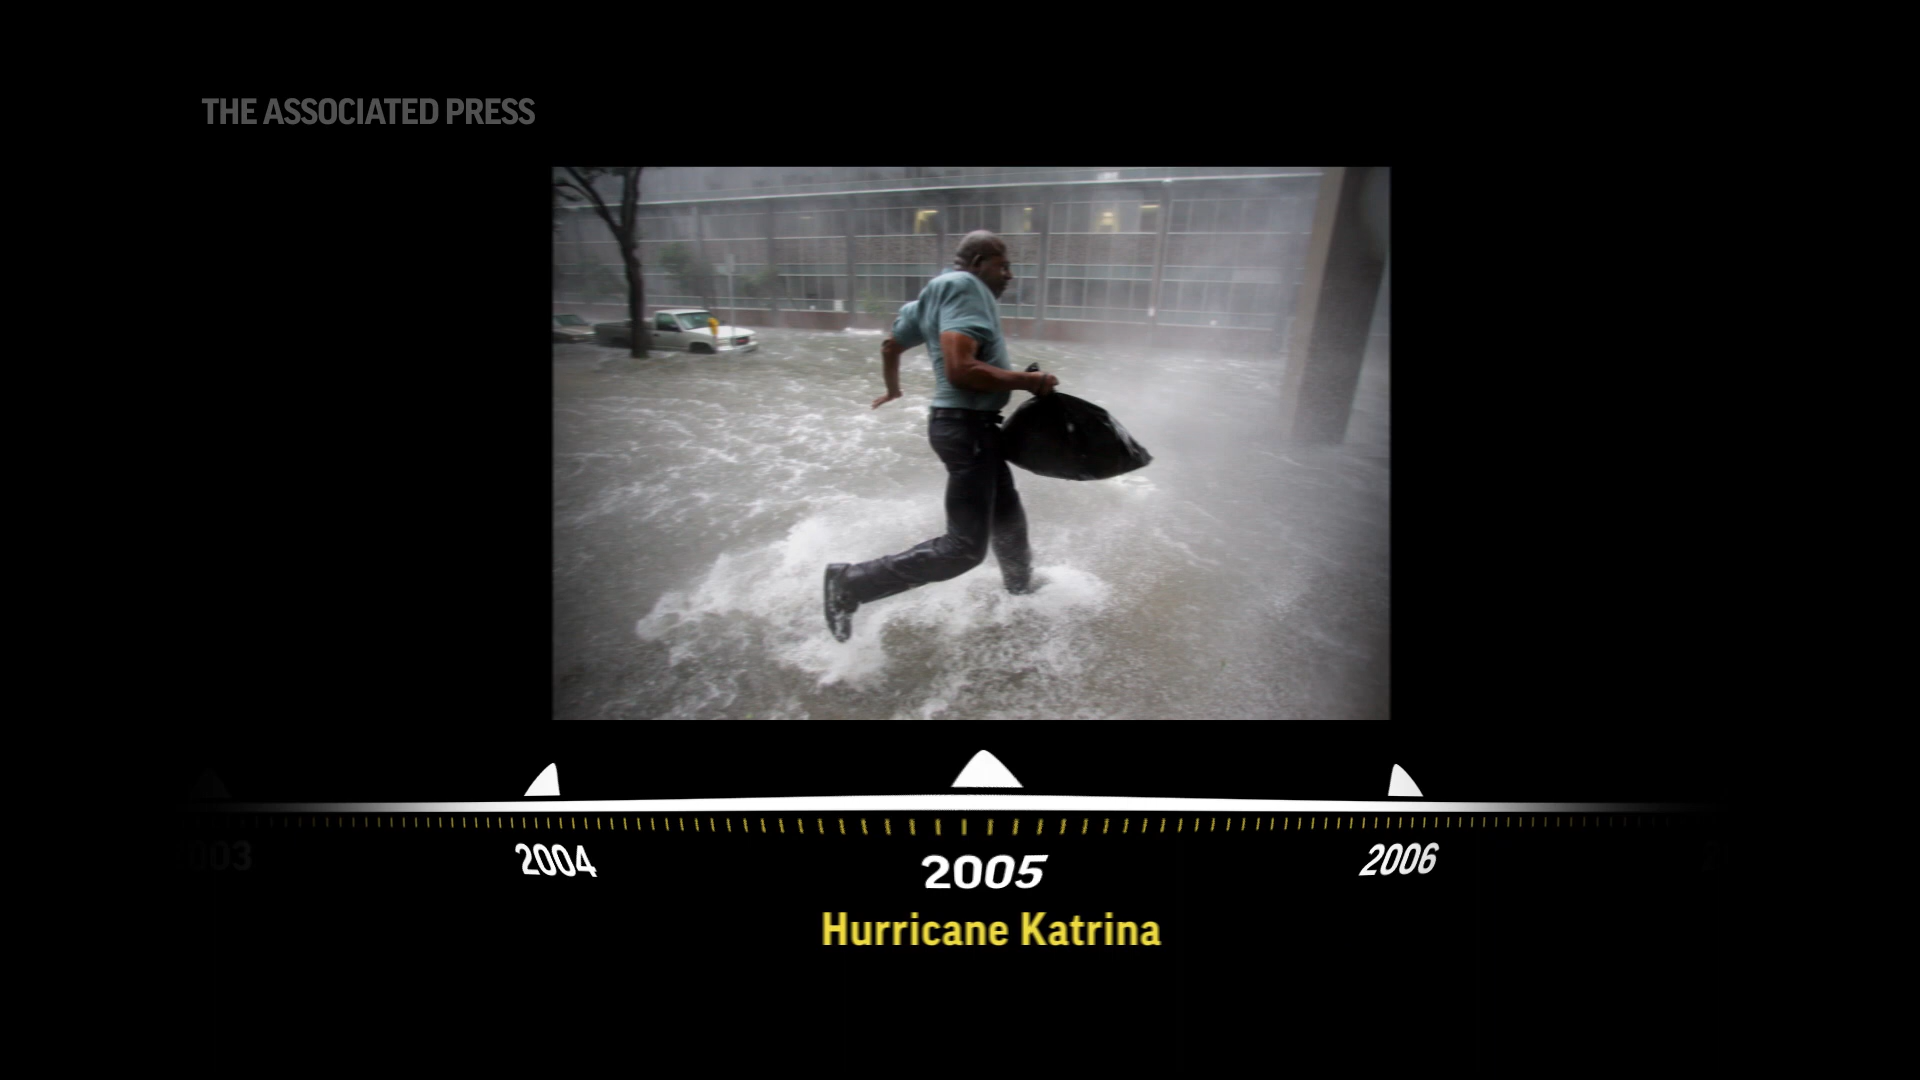 THE ASSOCIATED PRESS
2004
2005
2006
Hurricane Katrina